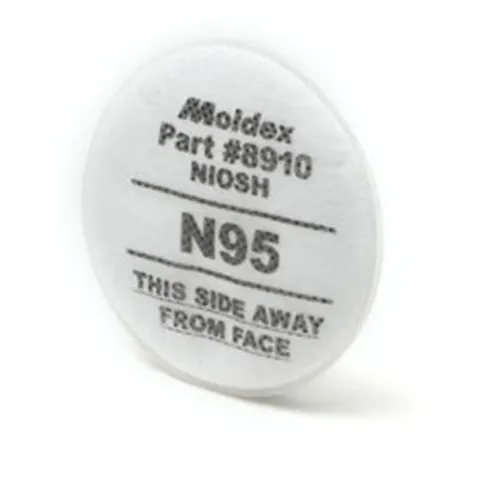 Moldex
Part #8910
NIOSH
N95
THIS SIDE AWAY
FROM FACE